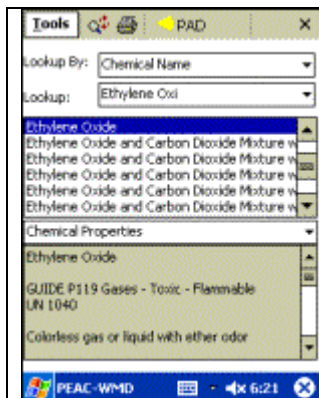 Tools PAD
Lookup By: Chemical Name
Lookup: Ethylene Oxi
Ethylene Oxide
Ethylene Oxide and Carbon Dioxide Mixture w
Ethylene Oxide and Carbon Dioxide Mixture w
Ethylene Oxide and Carbon Dioxide Mixture w
Ethylene Oxide and Carbon Dioxide Mixture w
Ethylene Oxide and Carbon Dioxide Mixture w
Chemical Properties
Ethylene Oxide
GUIDE P119 Gases - Toxic - Flammable
UN 1040
Colorless gas or liquid with ether odor
PEAC-WMD 6:21